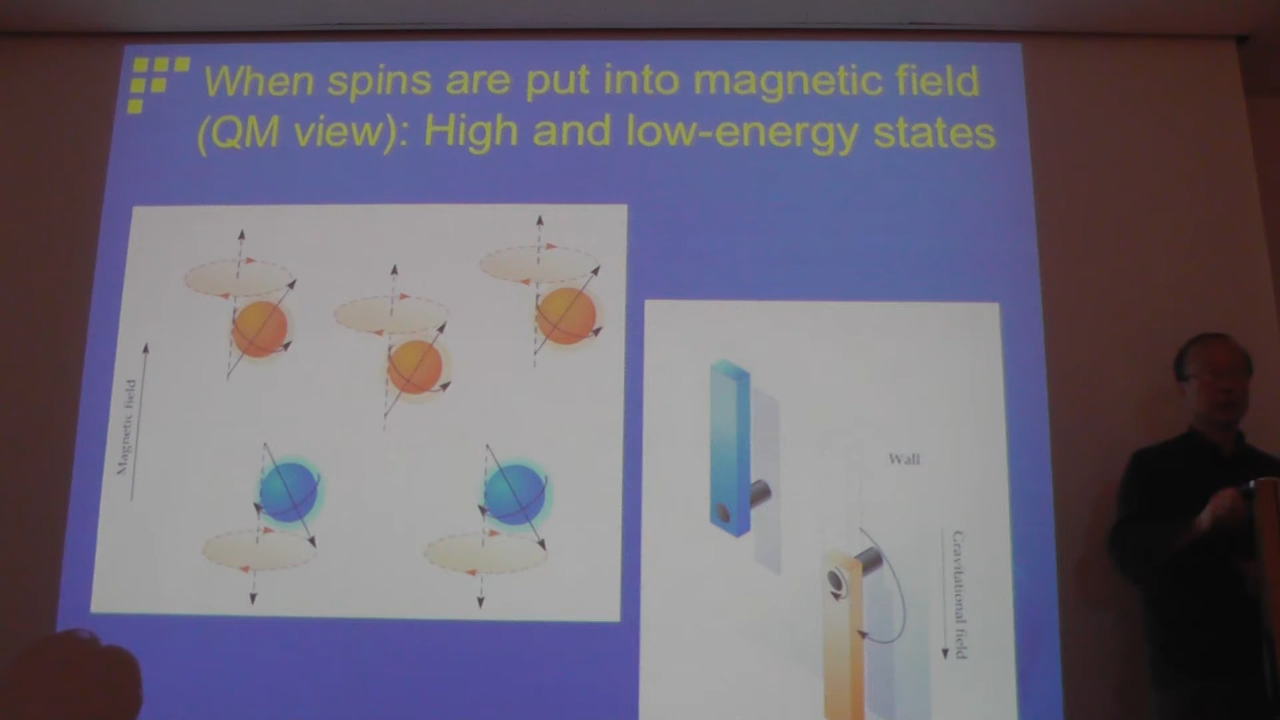 When spins are put into magnetic field
(QM view): High and low-energy states
Magnetic field
Wall
Gravitational field